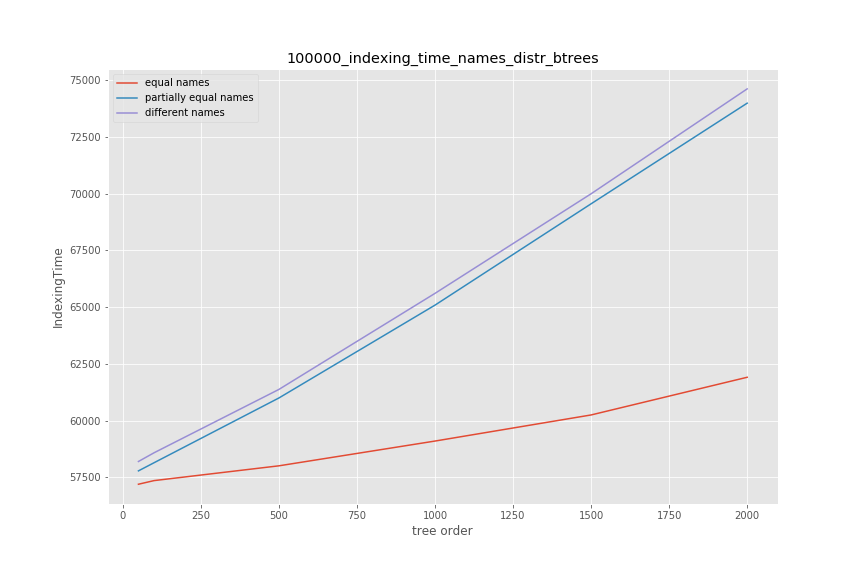 100000_indexing_time_names_distr_btrees
equal names
partially equal names
different names
75000
72500
70000
67500
65000
62500
60000
57500
IndexingTime
0 250 500 750 1000 1250 1500 1750 2000
tree order